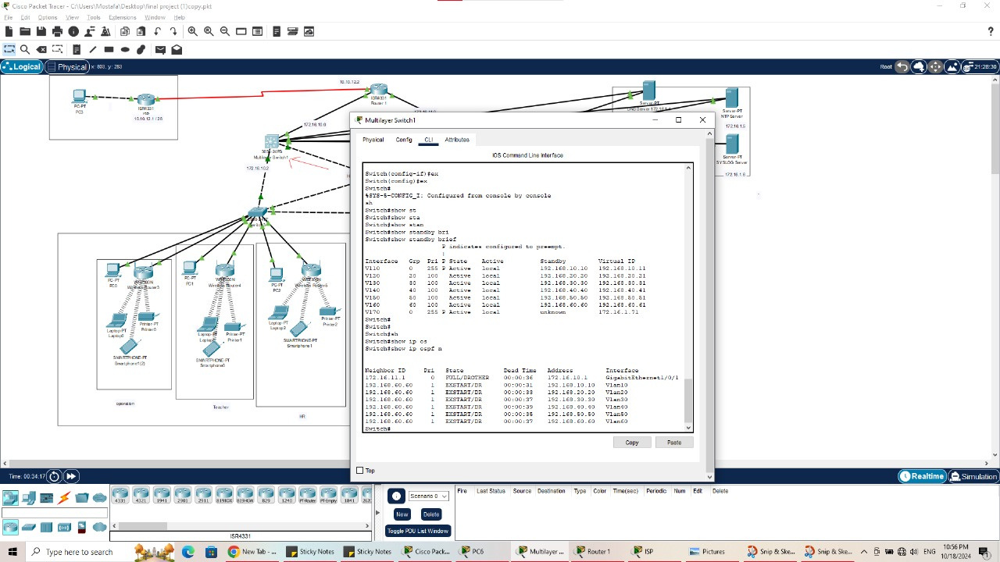 Cisco Packet Tracer - C:\Users\Mostafa\Desktop\final project (1)copy.pkt
File Edit Options View Tools Extensions Window Help
Logical Physical x: 803, y: 283 Root 21:28:30
PC-PT
PC3
ISR4331
ISP
10.10.12.1 / 28
10.10.12.2
ISR4331
Router 1
172.16.10.0
Multilayer Switch1
172.16.10.2
Server-PT
Server-PT
NTP Server
172.16.1.5
Server-PT
SYSLOG Server
172.16.1.6
Multilayer Switch1
Physical Config CLI Attributes
IOS Command Line Interface
Switch(config-if)#ex
Switch(config)#ex
Switch#
%SYS-5-CONFIG_I: Configured from console by console
sh
Switch#show st
Switch#show sta
Switch#show stan
Switch#show standby bri
Switch#show standby brief
P indicates configured to preempt.
|
Interface Grp Pri P State Active Standby Virtual IP
Vl10 0 255 P Active local 192.168.10.10 192.168.10.11
Vl20 20 100 Active local 192.168.20.20 192.168.20.21
Vl30 30 100 Active local 192.168.30.30 192.168.30.31
Vl40 40 100 Active local 192.168.40.40 192.168.40.41
Vl50 50 100 Active local 192.168.50.50 192.168.50.51
Vl60 60 100 Active local 192.168.60.60 192.168.60.61
Vl70 0 255 P Active local unknown 172.16.1.71
Switch#
Switch#
Switch#sh
Switch#show ip os
Switch#show ip ospf n
Neighbor ID Pri State Dead Time Address Interface
172.16.11.1 0 FULL/DROTHER 00:00:36 172.16.10.1 GigabitEthernet1/0/1
192.168.60.60 1 EXSTART/DR 00:00:31 192.168.10.10 Vlan10
192.168.60.60 1 EXSTART/DR 00:00:33 192.168.20.20 Vlan20
192.168.60.60 1 EXSTART/DR 00:00:37 192.168.30.30 Vlan30
192.168.60.60 1 EXSTART/DR 00:00:39 192.168.40.40 Vlan40
192.168.60.60 1 EXSTART/DR 00:00:35 192.168.50.50 Vlan50
192.168.60.60 1 EXSTART/DR 00:00:37 192.168.60.60 Vlan60
Switch#
Copy Paste
Top
PC-PT
PC0
Wireless Router3
Laptop-PT
Printer-PT
Printer0
SMARTPHONE-PT
Smartphone1(2)
operation
PC-PT
PC1
Wireless Router4
Laptop-PT
Printer-PT
Printer1
SMARTPHONE-PT
Smartphone0
Teacher
PC-PT
PC2
Laptop-PT
Laptop2
Printer-PT
Printer2
SMARTPHONE-PT
Smartphone1
HR
Time: 00:34:17 Realtime Simulation
4331 4321 1941 2901 2911 819IOX 819HGW 829 1240 PT-Router PT-Empty 1841
ISR4331
Scenario 0
New Delete
Toggle PDU List Window
Fire Last Status Source Destination Type Color Time(sec) Periodic Num Edit Delete
Type here to search New Tab - ... Sticky Notes Sticky Notes Cisco Pack... PC6 Multilayer ... Router 1 ISP Pictures Snip & Ske... Snip & Ske... ENG 10:56 PM
10/18/2024